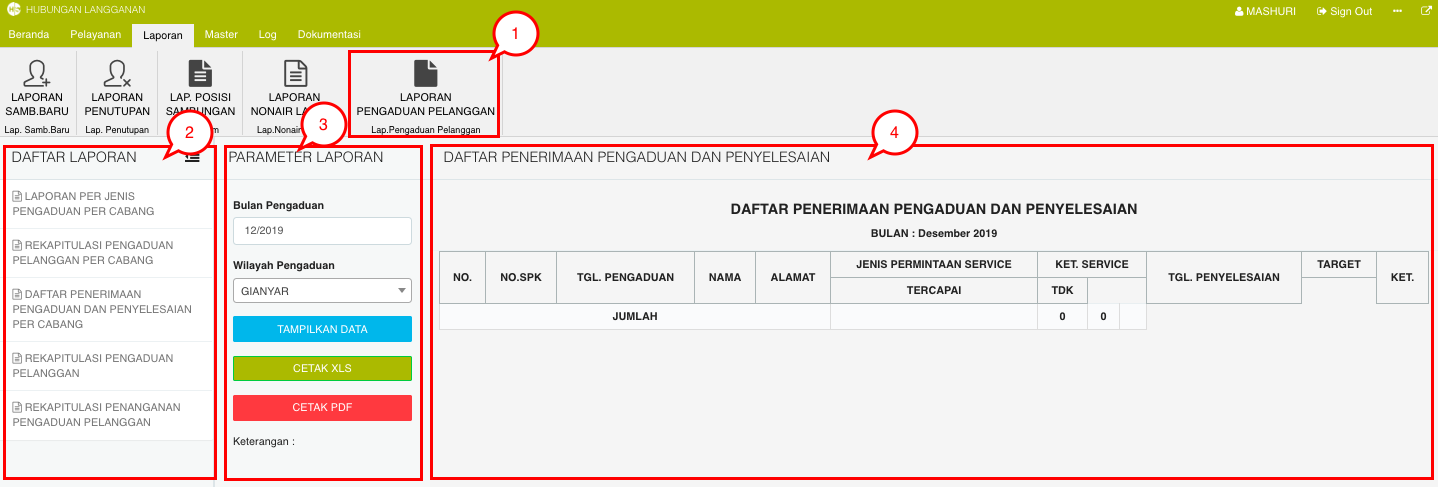 HUBUNGAN LANGGANAN
MASHURI Sign Out
Beranda Pelayanan Laporan Master Log Dokumentasi
1
LAPORAN
SAMB.BARU
Lap. Samb.Baru
LAPORAN
PENUTUPAN
Lap. Penutupan
LAP. POSISI
LAPORAN
NONAIR
Lap.Nonair
LAPORAN
PENGADUAN PELANGGAN
Lap.Pengaduan Pelanggan
2
3
4
DAFTAR LAPORAN
LAPORAN PER JENIS
PENGADUAN PER CABANG
REKAPITULASI PENGADUAN
PELANGGAN PER CABANG
DAFTAR PENERIMAAN
PENGADUAN DAN PENYELESAIAN
PER CABANG
REKAPITULASI PENGADUAN
PELANGGAN
REKAPITULASI PENANGANAN
PENGADUAN PELANGGAN
PARAMETER LAPORAN
Bulan Pengaduan
12/2019
Wilayah Pengaduan
GIANYAR
TAMPILKAN DATA
CETAK XLS
CETAK PDF
Keterangan :
DAFTAR PENERIMAAN PENGADUAN DAN PENYELESAIAN
DAFTAR PENERIMAAN PENGADUAN DAN PENYELESAIAN
BULAN : Desember 2019
NO. NO.SPK TGL. PENGADUAN NAMA ALAMAT JENIS PERMINTAAN SERVICE KET. SERVICE TGL. PENYELESAIAN TARGET KET.
TERCAPAI TDK
JUMLAH 0 0